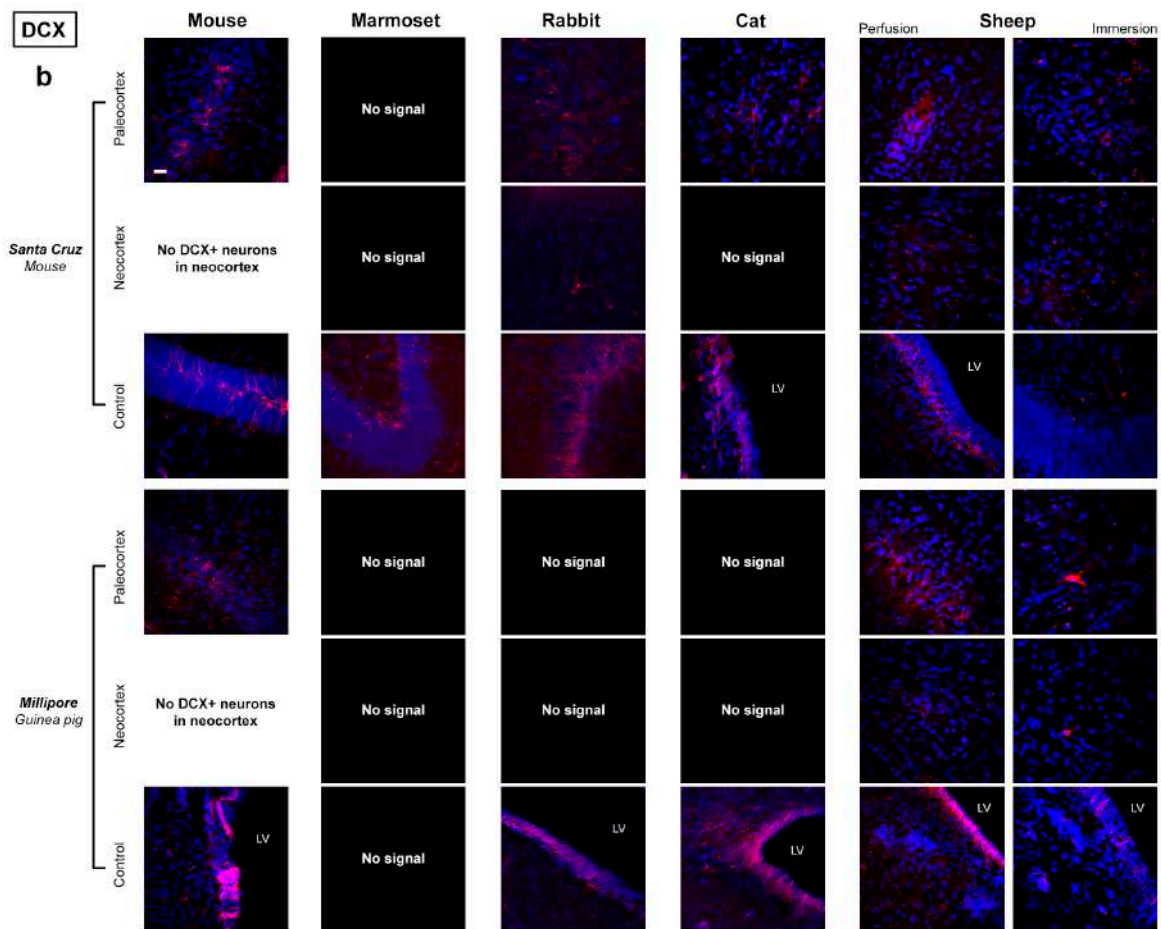 DCX
b
Mouse
Marmoset
Rabbit
Cat
Sheep
Perfusion
Immersion
Santa Cruz
Mouse
Paleocortex
No signal
Neocortex
No DCX+ neurons
in neocortex
No signal
No signal
Control
LV
LV
Millipore
Guinea pig
Paleocortex
No signal
No signal
No signal
Neocortex
No DCX+ neurons
in neocortex
No signal
No signal
No signal
Control
LV
No signal
LV
LV
LV
LV